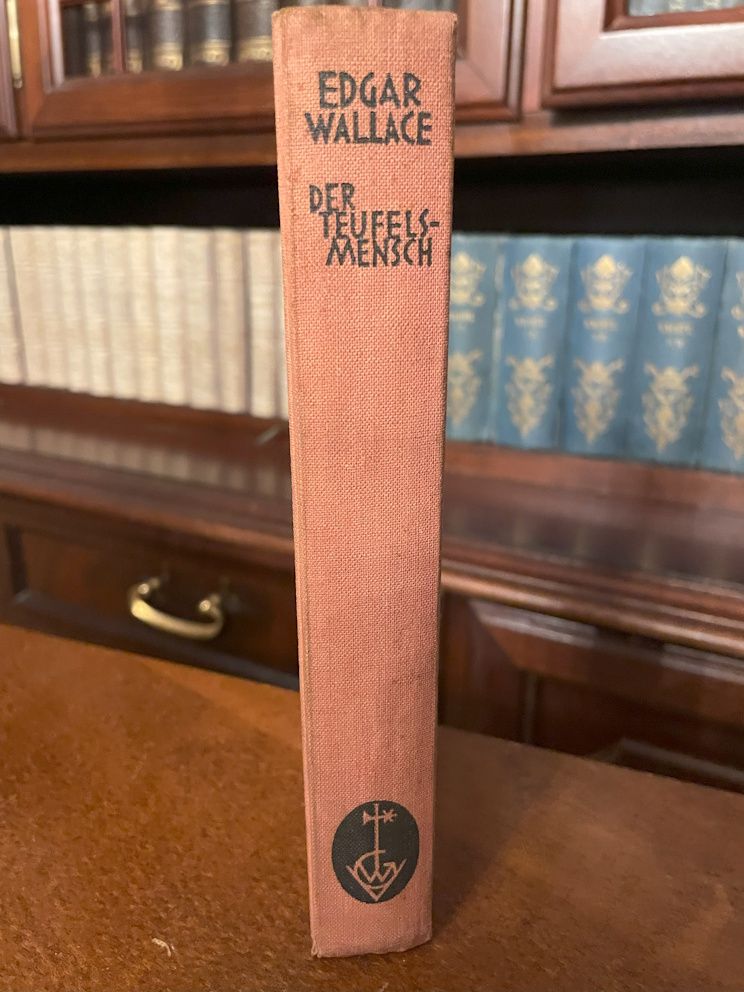 EDGAR
WALLACE
DER
TEUFELS-
MENSCH